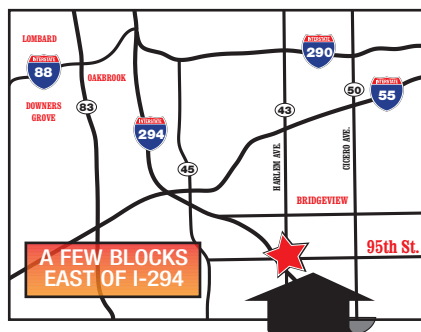 LOMBARD
INTERSTATE
88
OAKBROOK
DOWNERS
GROVE
83
INTERSTATE
294
45
INTERSTATE
290
43
50
INTERSTATE
55
HARLEM AVE.
CICERO AVE.
BRIDGEVIEW
95th St.
A FEW BLOCKS
EAST OF I-294